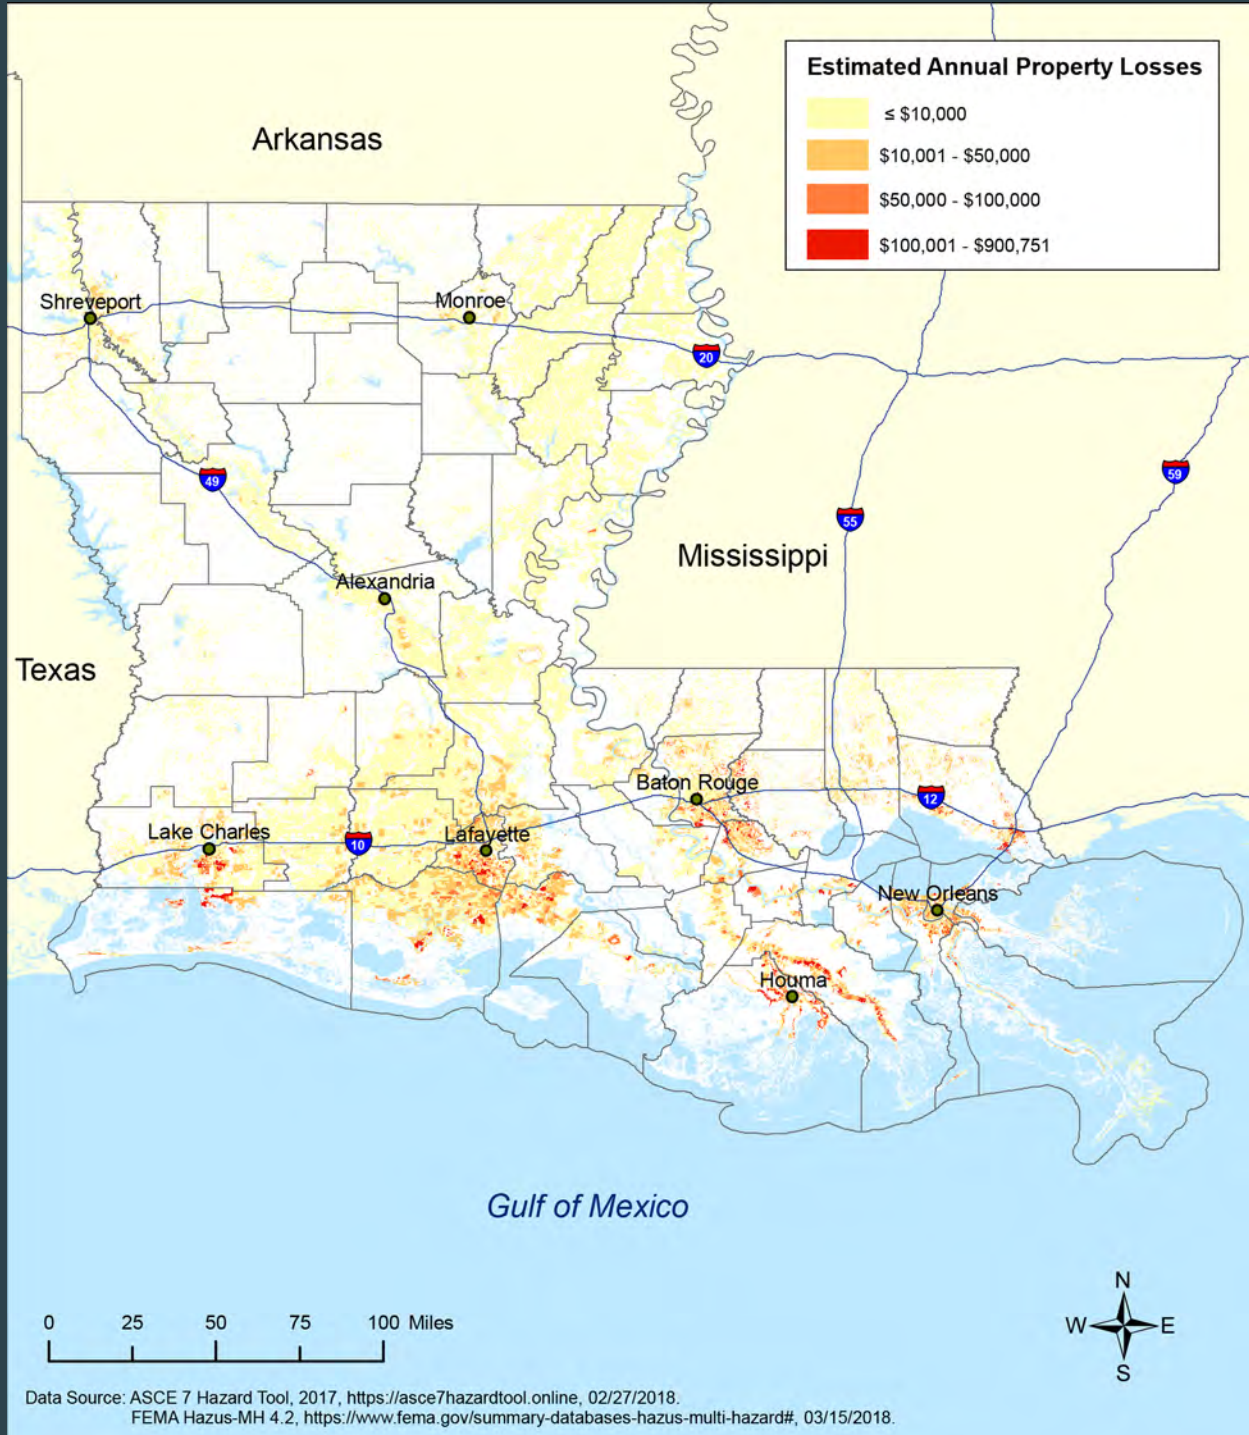 Estimated Annual Property Losses
≤ $10,000
$10,001 - $50,000
$50,000 - $100,000
$100,001 - $900,751
Arkansas
Shreveport
Monroe
20
49
59
55
Mississippi
Alexandria
Texas
Baton Rouge
12
Lake Charles
10
Lafayette
New Orleans
Houma
Gulf of Mexico
N
W E
S
0 25 50 75 100 Miles
Data Source: ASCE 7 Hazard Tool, 2017, https://asce7hazardtool.online, 02/27/2018.
FEMA Hazus-MH 4.2, https://www.fema.gov/summary-databases-hazus-multi-hazard#, 03/15/2018.